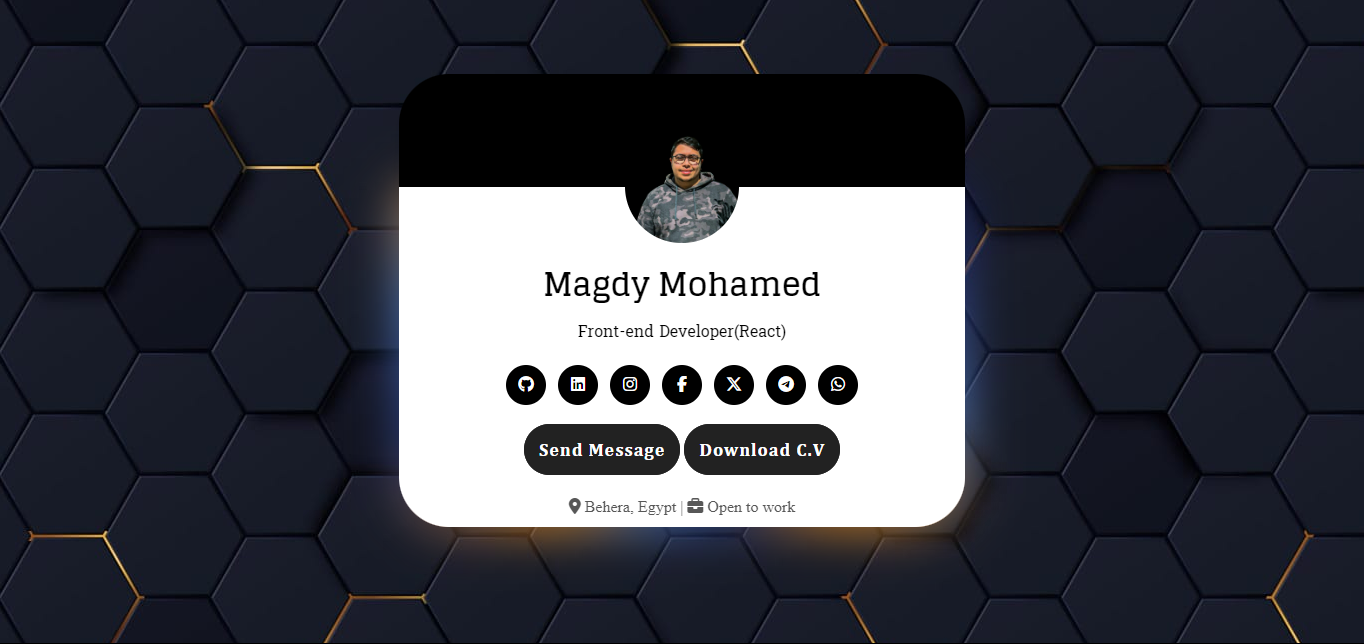 Magdy Mohamed
Front-end Developer(React)
Send Message Download C.V
Behera, Egypt | Open to work